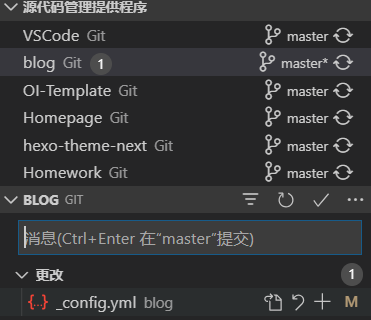 源代码管理提供程序
VSCode Git master
blog Git 1 master*
OI-Template Git master
Homepage Git master
hexo-theme-next Git master
Homework Git master
BLOG GIT
消息(Ctrl+Enter 在“master”提交)
更改 1
{..} _config.yml blog M